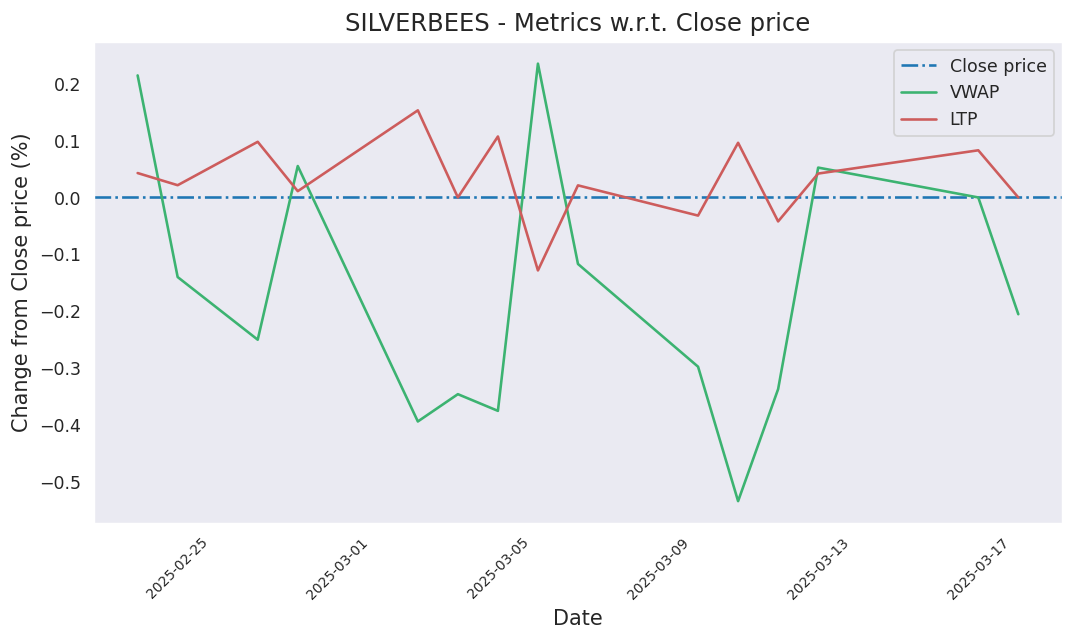 SILVERBEES - Metrics w.r.t. Close price
Close price
VWAP
LTP
Change from Close price (%)
0.2
0.1
0.0
−0.1
−0.2
−0.3
−0.4
−0.5
2025-02-25
2025-03-01
2025-03-05
2025-03-09
2025-03-13
2025-03-17
Date